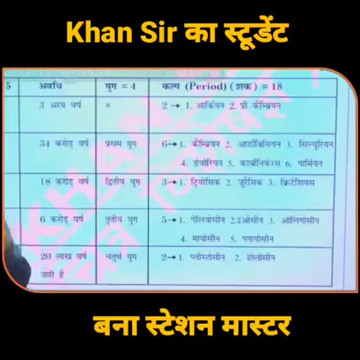 Khan Sir का स्टूडेंट
5 अवधि युग = 4 कल्प (Period) (शक) = 18
3 अरब वर्ष × 2→ 1. आर्कियन 2. प्री कैम्ब्रियन
34 करोड़ वर्ष प्रथम युग 6→ 1. कैम्ब्रियन 2. आर्डोविसियन 3. सिल्यूरियन
4. डेवोनियन 5. कार्बोनिफेरस 6. पार्मियन
18 करोड़ वर्ष द्वितीय युग 3→ 1. ट्रियासिक 2. जुरैसिक 3. क्रिटेशियस
6 करोड़ वर्ष तृतीय युग 5→ 1. पेलियोसीन 2. इओसीन 3. ओलिगोसीन
4. मायोसीन 5. प्लायोसीन
20 लाख वर्ष चतुर्थ युग 2→ 1. प्लीस्टोसीन 2. होलोसीन
जारी है
बना स्टेशन मास्टर